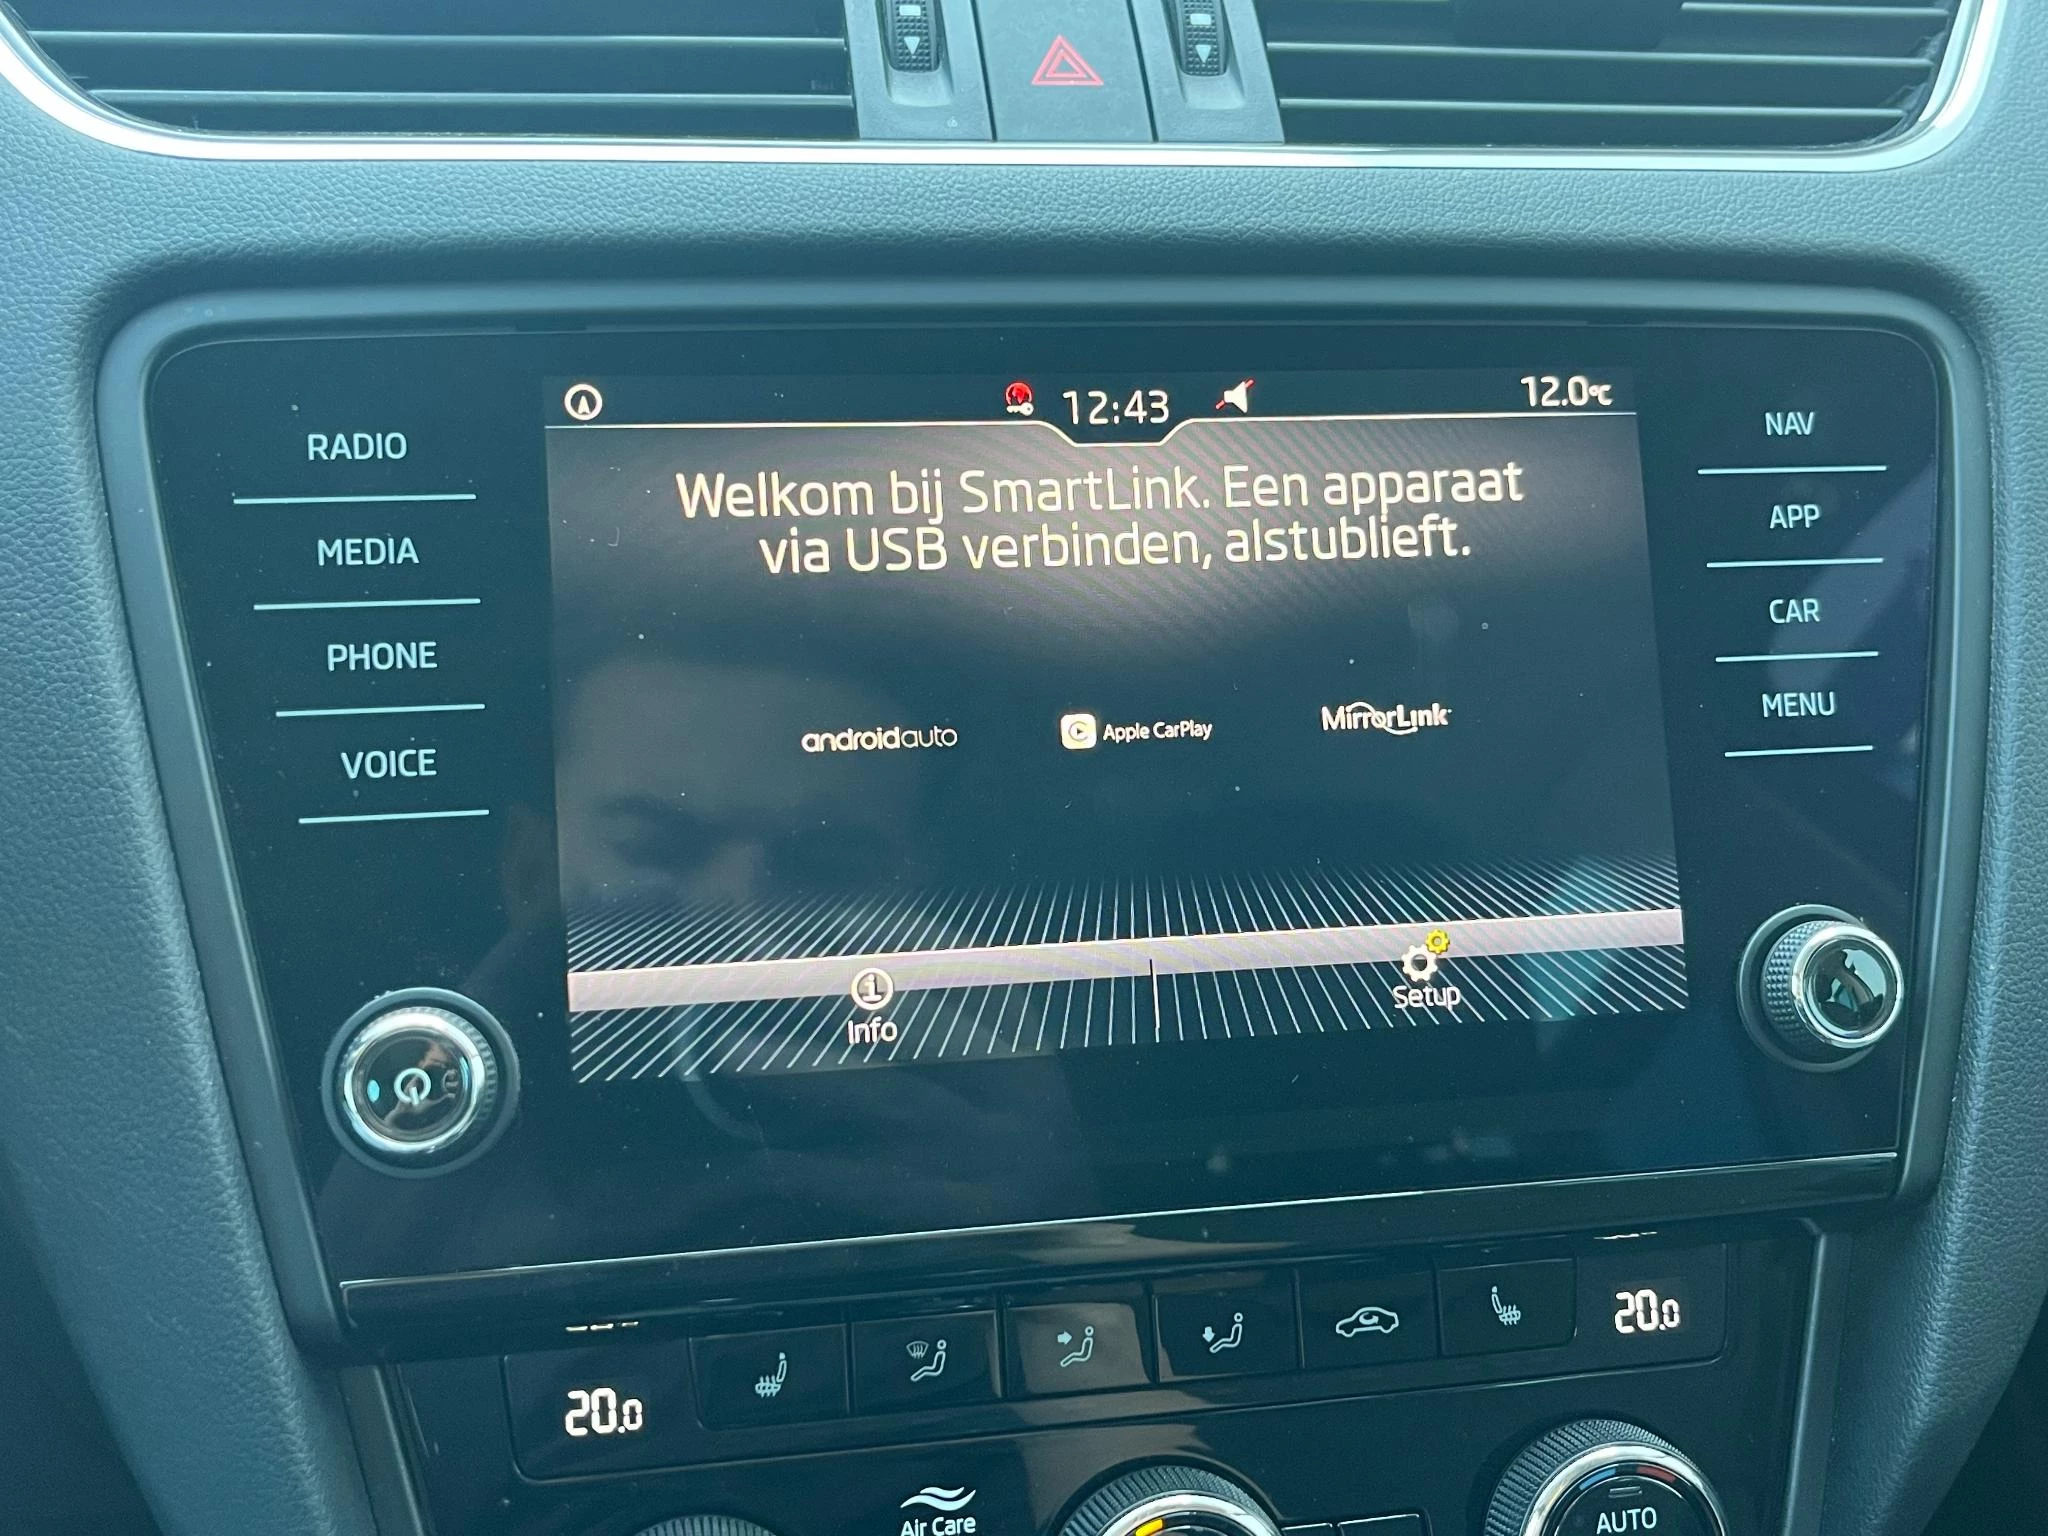 12:43
12.0°C
RADIO
MEDIA
PHONE
VOICE
Welkom bij SmartLink. Een apparaat
via USB verbinden, alstublieft.
androidauto
Apple CarPlay
MirrorLink
Info
Setup
NAV
APP
CAR
MENU
20.0
20.0
Air Care
AUTO